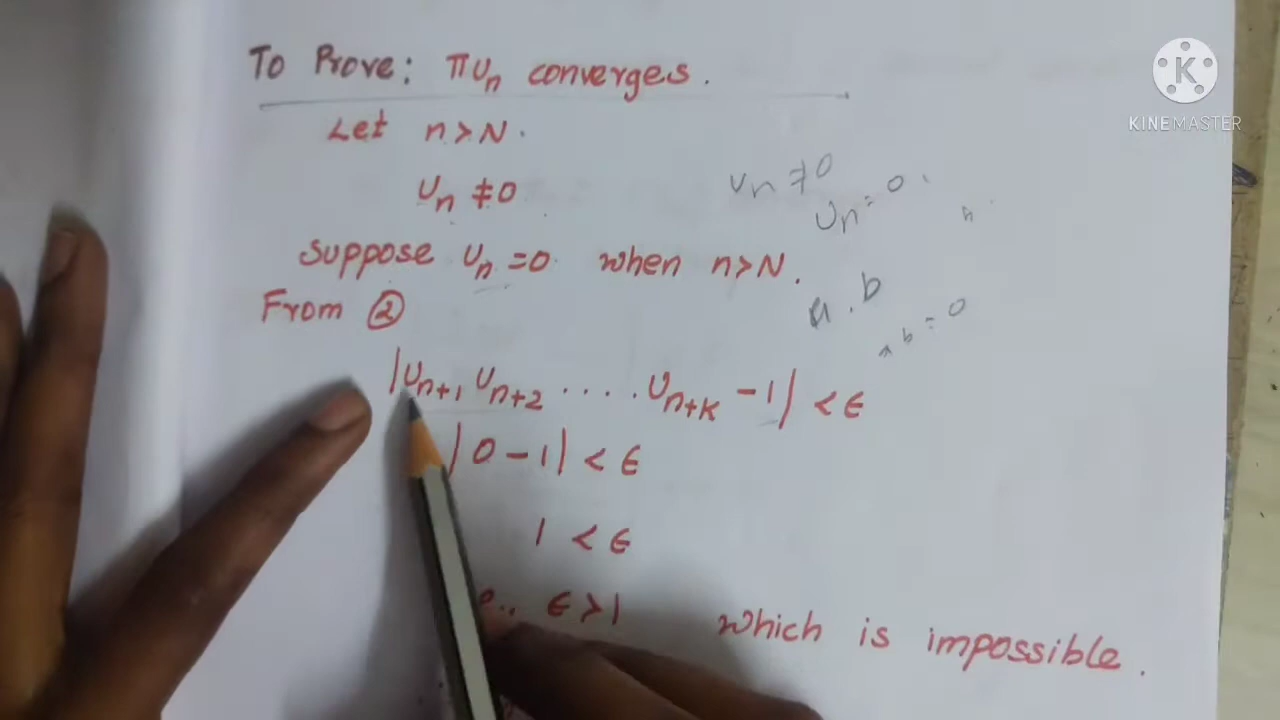 To Prove: πUn converges.
Let n>N.
Un ≠0
Suppose Un =0 when n>N.
From ②
|Un+1 Un+2 ..... Un+k -1| <ϵ
|0-1| <ϵ
1 <ϵ
ϵ>1 which is impossible.
Un ≠0
Un = 0
a . b
b = 0
K
KINEMASTER